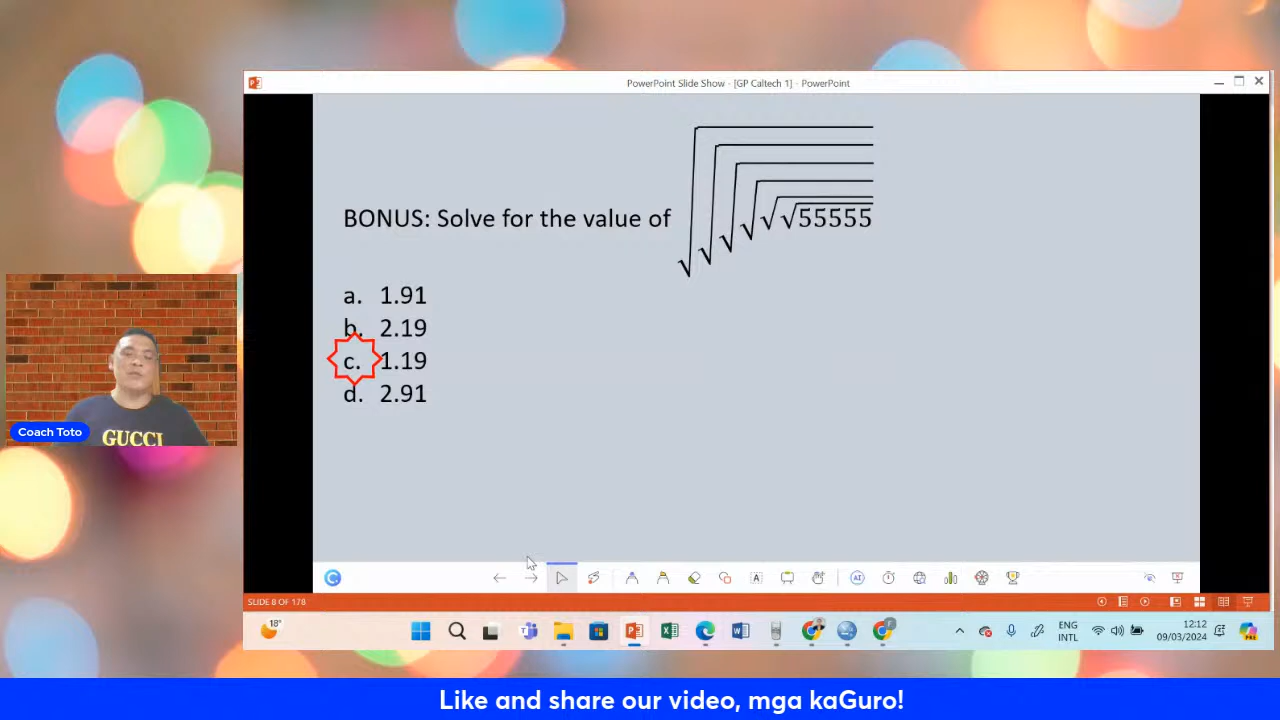 PowerPoint Slide Show - [GP Caltech 1] - PowerPoint
BONUS: Solve for the value of √√√√√√55555
a. 1.91
b. 2.19
c. 1.19
d. 2.91
Coach Toto
GUCCI
SLIDE 8 OF 178
18°
ENG
INTL
12:12
09/03/2024
Like and share our video, mga kaGuro!